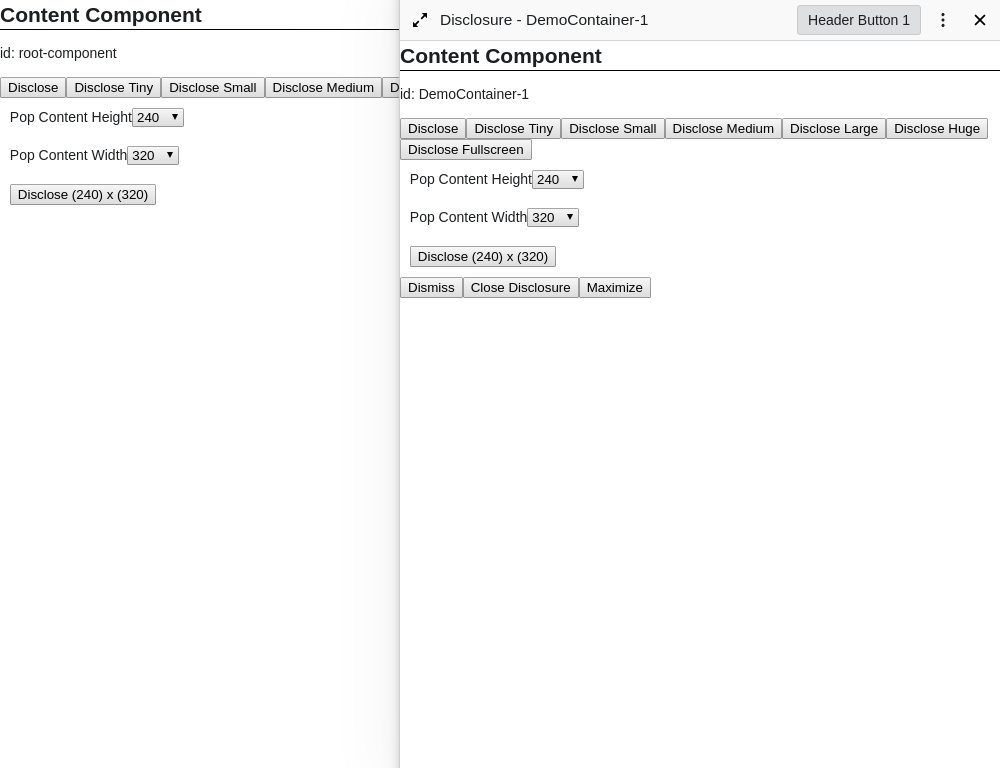 Content Component
id: root-component
Disclose Disclose Tiny Disclose Small Disclose Medium D
Pop Content Height 240
Pop Content Width 320
Disclose (240) x (320)
Disclosure - DemoContainer-1 Header Button 1
Content Component
id: DemoContainer-1
Disclose Disclose Tiny Disclose Small Disclose Medium Disclose Large Disclose Huge
Disclose Fullscreen
Pop Content Height 240
Pop Content Width 320
Disclose (240) x (320)
Dismiss Close Disclosure Maximize